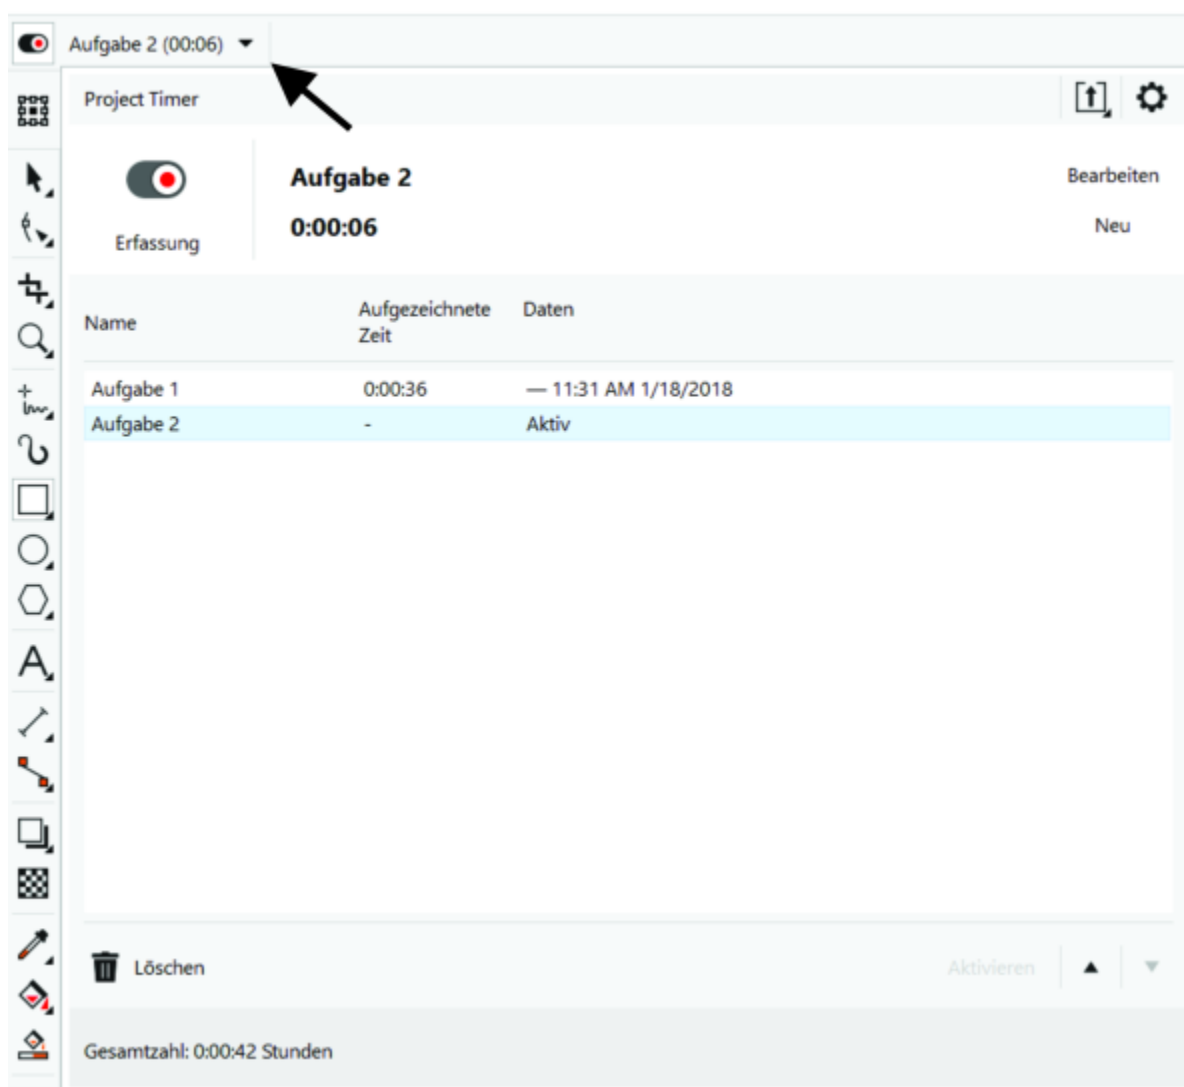 Aufgabe 2 (00:06)
Project Timer
Aufgabe 2
Bearbeiten
0:00:06
Neu
Erfassung
Name
Aufgezeichnete
Zeit
Daten
Aufgabe 1 0:00:36 — 11:31 AM 1/18/2018
Aufgabe 2 - Aktiv
Löschen
Aktivieren
Gesamtzahl: 0:00:42 Stunden